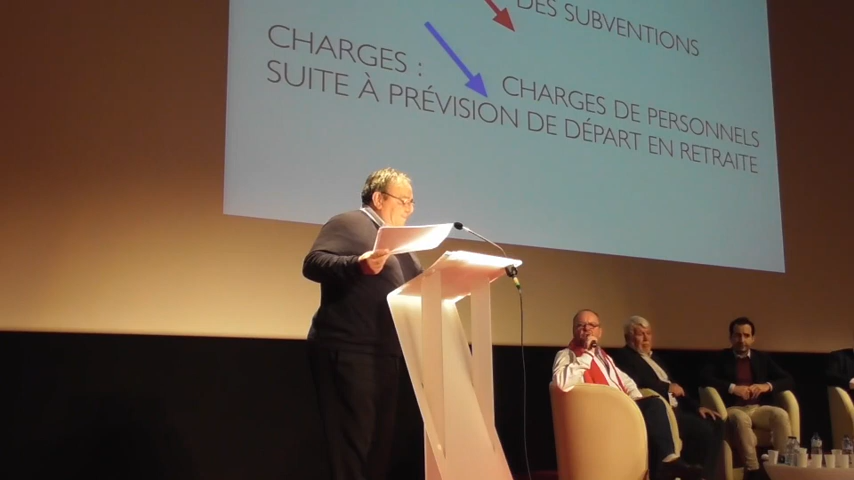 DES SUBVENTIONS
CHARGES :
CHARGES DE PERSONNELS
SUITE À PRÉVISION DE DÉPART EN RETRAITE